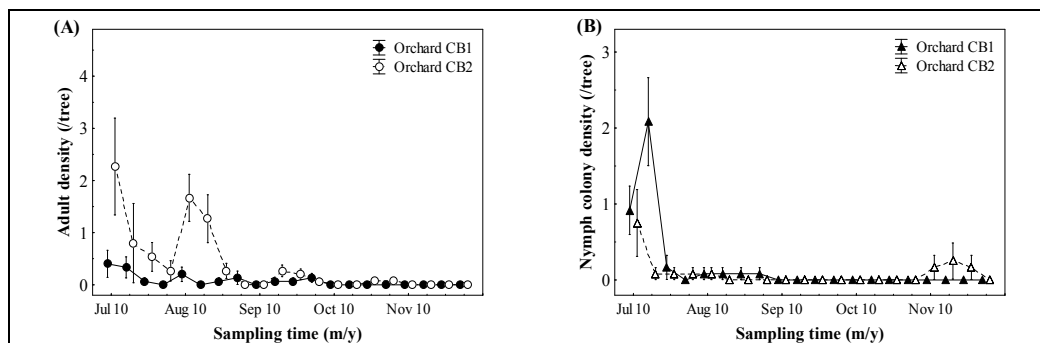 (A)
Orchard CB1
Orchard CB2
Adult density (/tree)
4
3
2
1
0
Jul 10 Aug 10 Sep 10 Oct 10 Nov 10
Sampling time (m/y)
(B)
Orchard CB1
Orchard CB2
Nymph colony density (/tree)
3
2
1
0
Jul 10 Aug 10 Sep 10 Oct 10 Nov 10
Sampling time (m/y)